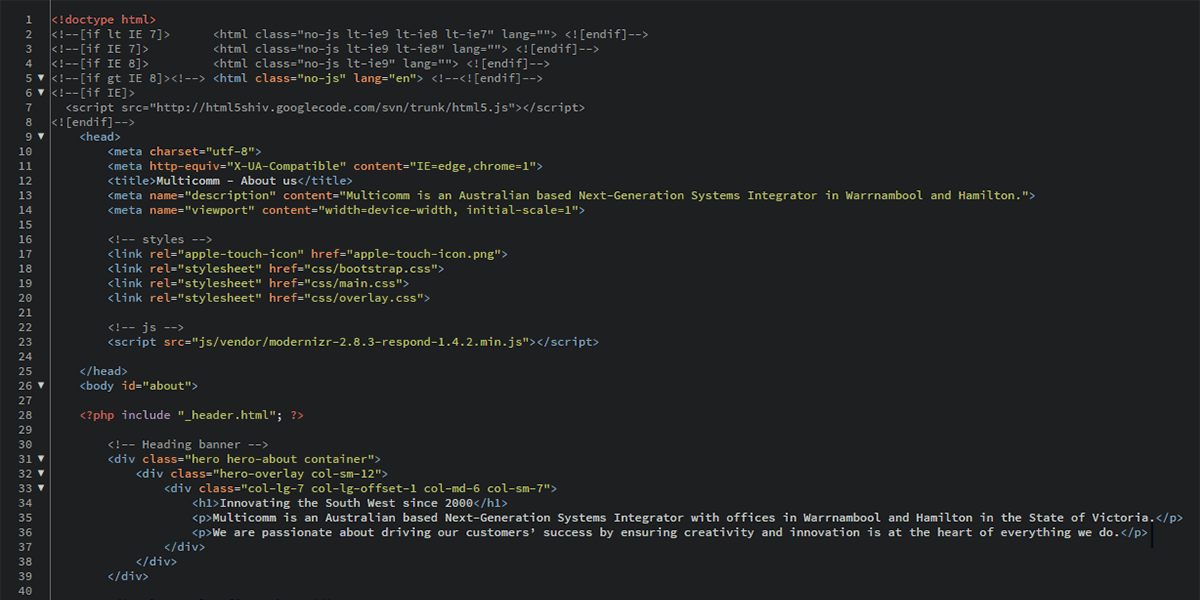 1 <!doctype html>
2 <!--[if lt IE 7]>      <html class="no-js lt-ie9 lt-ie8 lt-ie7" lang=""> <![endif]-->
3 <!--[if IE 7]>         <html class="no-js lt-ie9 lt-ie8" lang=""> <![endif]-->
4 <!--[if IE 8]>         <html class="no-js lt-ie9" lang=""> <![endif]-->
5 <!--[if gt IE 8]><!--> <html class="no-js" lang="en"> <!--<![endif]-->
6 <!--[if IE]>
7   <script src="http://html5shiv.googlecode.com/svn/trunk/html5.js"></script>
8 <![endif]-->
9     <head>
10         <meta charset="utf-8">
11         <meta http-equiv="X-UA-Compatible" content="IE=edge,chrome=1">
12         <title>Multicomm – About us</title>
13         <meta name="description" content="Multicomm is an Australian based Next-Generation Systems Integrator in Warrnambool and Hamilton.">
14         <meta name="viewport" content="width=device-width, initial-scale=1">
15
16         <!-- styles -->
17         <link rel="apple-touch-icon" href="apple-touch-icon.png">
18         <link rel="stylesheet" href="css/bootstrap.css">
19         <link rel="stylesheet" href="css/main.css">
20         <link rel="stylesheet" href="css/overlay.css">
21
22         <!-- js -->
23         <script src="js/vendor/modernizr-2.8.3-respond-1.4.2.min.js"></script>
24
25     </head>
26     <body id="about">
27
28     <?php include "_header.html"; ?>
29
30         <!-- Heading banner -->
31         <div class="hero hero-about container">
32             <div class="hero-overlay col-sm-12">
33                 <div class="col-lg-7 col-lg-offset-1 col-md-6 col-sm-7">
34                     <h1>Innovating the South West since 2000</h1>
35                     <p>Multicomm is an Australian based Next-Generation Systems Integrator with offices in Warrnambool and Hamilton in the State of Victoria.</p>
36                     <p>We are passionate about driving our customers’ success by ensuring creativity and innovation is at the heart of everything we do.</p>
37                 </div>
38             </div>
39         </div>
40